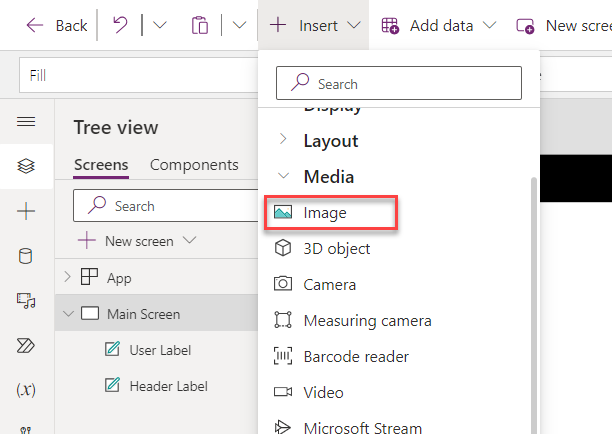 Back
Insert
Add data
New scree
Fill
Search
Display
Tree view
Layout
Screens
Components
Media
Search
Image
New screen
3D object
App
Camera
Main Screen
Measuring camera
User Label
Barcode reader
Header Label
Video
(x)
Microsoft Stream